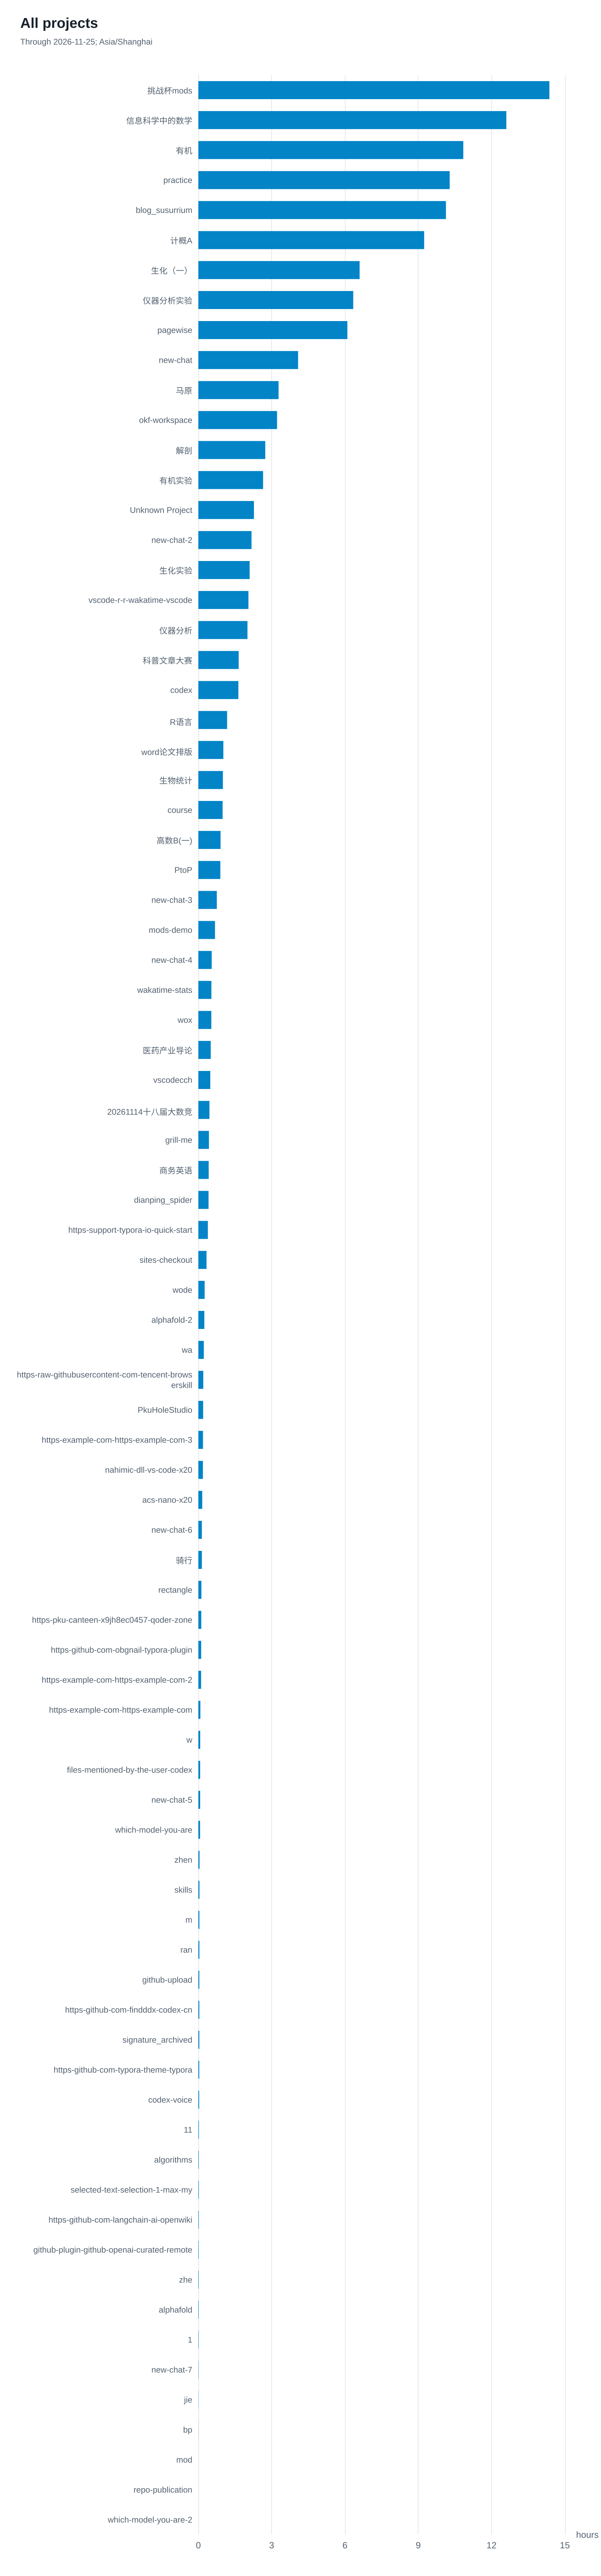 All projects
Through 2026-11-25; Asia/Shanghai
挑战杯mods
信息科学中的数学
有机
practice
blog_susurrium
计概A
生化（一）
仪器分析实验
pagewise
new-chat
马原
okf-workspace
解剖
有机实验
Unknown Project
new-chat-2
生化实验
vscode-r-r-wakatime-vscode
仪器分析
科普文章大赛
codex
R语言
word论文排版
生物统计
course
高数B(一)
PtoP
new-chat-3
mods-demo
new-chat-4
wakatime-stats
wox
医药产业导论
vscodecch
20261114十八届大数竞
grill-me
商务英语
dianping_spider
https-support-typora-io-quick-start
sites-checkout
wode
alphafold-2
wa
https-raw-githubusercontent-com-tencent-brows
erskill
PkuHoleStudio
https-example-com-https-example-com-3
nahimic-dll-vs-code-x20
acs-nano-x20
new-chat-6
骑行
rectangle
https-pku-canteen-x9jh8ec0457-qoder-zone
https-github-com-obgnail-typora-plugin
https-example-com-https-example-com-2
https-example-com-https-example-com
w
files-mentioned-by-the-user-codex
new-chat-5
which-model-you-are
zhen
skills
m
ran
github-upload
https-github-com-findddx-codex-cn
signature_archived
https-github-com-typora-theme-typora
codex-voice
11
algorithms
selected-text-selection-1-max-my
https-github-com-langchain-ai-openwiki
github-plugin-github-openai-curated-remote
zhe
alphafold
1
new-chat-7
jie
bp
mod
repo-publication
which-model-you-are-2
hours
0 3 6 9 12 15